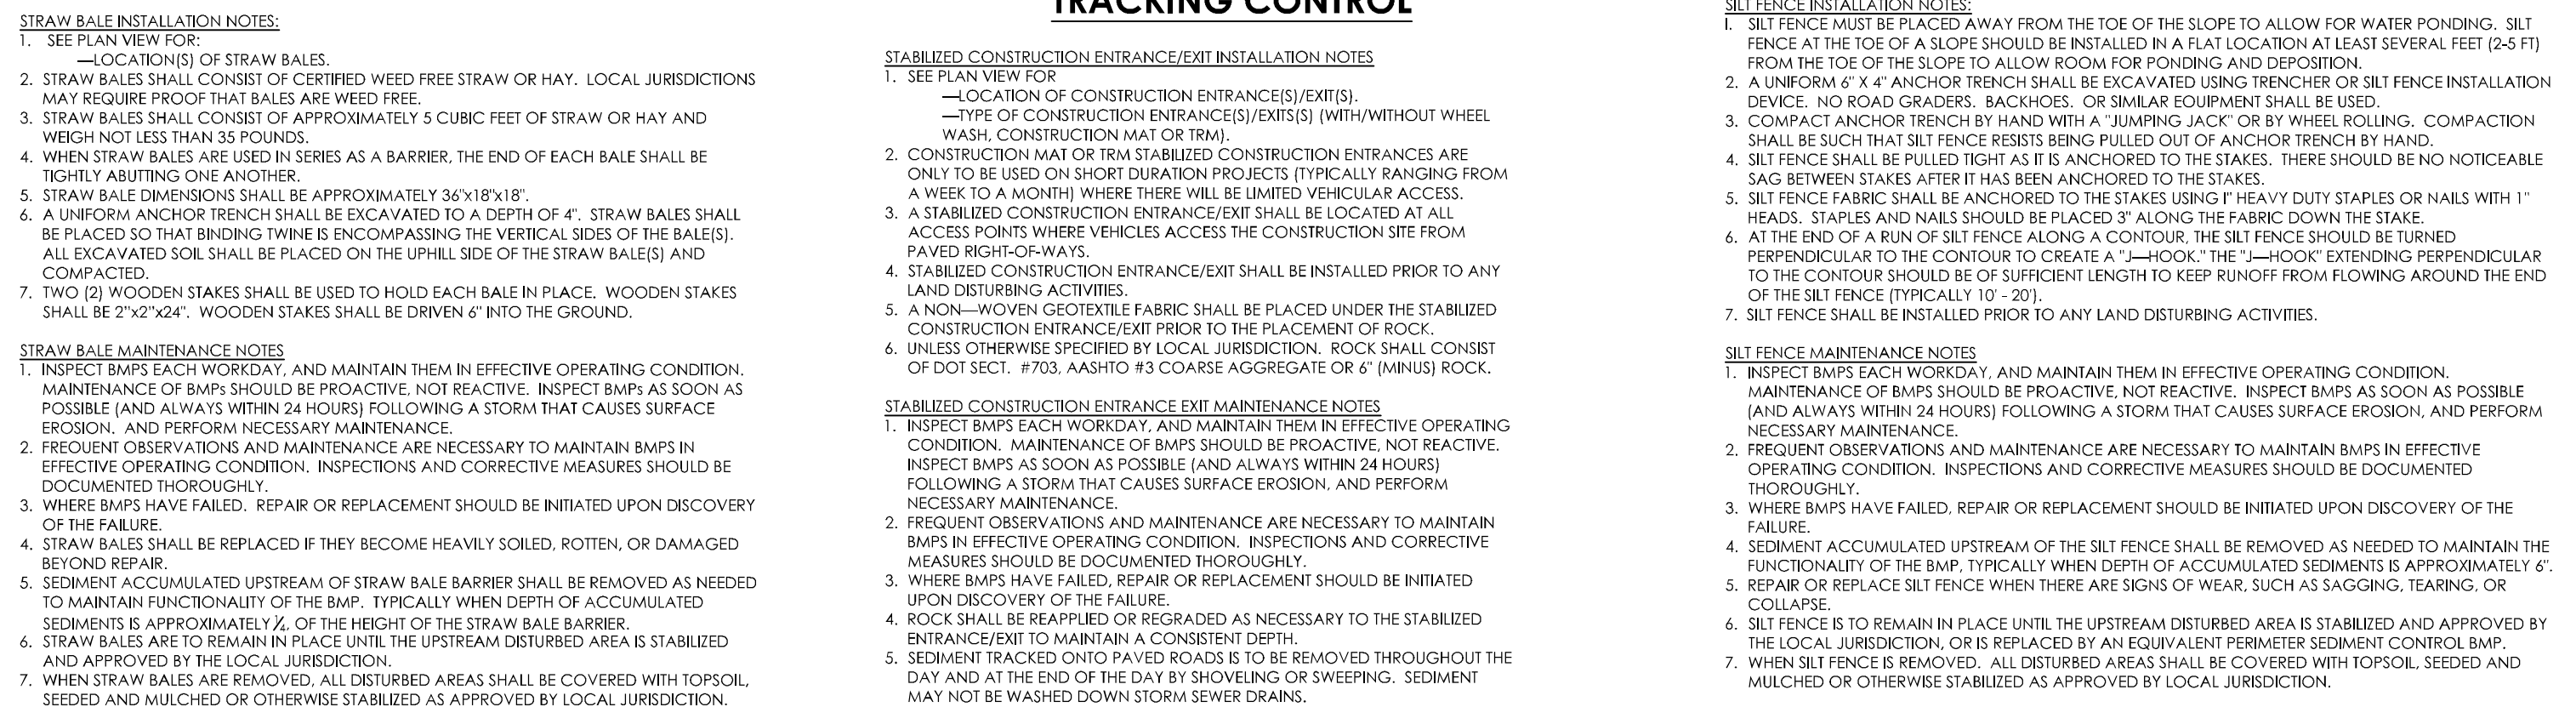 STRAW BALE INSTALLATION NOTES:
1. SEE PLAN VIEW FOR:
—LOCATION(S) OF STRAW BALES.
2. STRAW BALES SHALL CONSIST OF CERTIFIED WEED FREE STRAW OR HAY. LOCAL JURISDICTIONS
MAY REQUIRE PROOF THAT BALES ARE WEED FREE.
3. STRAW BALES SHALL CONSIST OF APPROXIMATELY 5 CUBIC FEET OF STRAW OR HAY AND
WEIGH NOT LESS THAN 35 POUNDS.
4. WHEN STRAW BALES ARE USED IN SERIES AS A BARRIER, THE END OF EACH BALE SHALL BE
TIGHTLY ABUTTING ONE ANOTHER.
5. STRAW BALE DIMENSIONS SHALL BE APPROXIMATELY 36"x18"x18".
6. A UNIFORM ANCHOR TRENCH SHALL BE EXCAVATED TO A DEPTH OF 4". STRAW BALES SHALL
BE PLACED SO THAT BINDING TWINE IS ENCOMPASSING THE VERTICAL SIDES OF THE BALE(S).
ALL EXCAVATED SOIL SHALL BE PLACED ON THE UPHILL SIDE OF THE STRAW BALE(S) AND
COMPACTED.
7. TWO (2) WOODEN STAKES SHALL BE USED TO HOLD EACH BALE IN PLACE. WOODEN STAKES
SHALL BE 2"x2"x24". WOODEN STAKES SHALL BE DRIVEN 6" INTO THE GROUND.
STRAW BALE MAINTENANCE NOTES
1. INSPECT BMPS EACH WORKDAY, AND MAINTAIN THEM IN EFFECTIVE OPERATING CONDITION.
MAINTENANCE OF BMPs SHOULD BE PROACTIVE, NOT REACTIVE. INSPECT BMPs AS SOON AS
POSSIBLE (AND ALWAYS WITHIN 24 HOURS) FOLLOWING A STORM THAT CAUSES SURFACE
EROSION. AND PERFORM NECESSARY MAINTENANCE.
2. FREOUENT OBSERVATIONS AND MAINTENANCE ARE NECESSARY TO MAINTAIN BMPS IN
EFFECTIVE OPERATING CONDITION. INSPECTIONS AND CORRECTIVE MEASURES SHOULD BE
DOCUMENTED THOROUGHLY.
3. WHERE BMPS HAVE FAILED. REPAIR OR REPLACEMENT SHOULD BE INITIATED UPON DISCOVERY
OF THE FAILURE.
4. STRAW BALES SHALL BE REPLACED IF THEY BECOME HEAVILY SOILED, ROTTEN, OR DAMAGED
BEYOND REPAIR.
5. SEDIMENT ACCUMULATED UPSTREAM OF STRAW BALE BARRIER SHALL BE REMOVED AS NEEDED
TO MAINTAIN FUNCTIONALITY OF THE BMP. TYPICALLY WHEN DEPTH OF ACCUMULATED
SEDIMENTS IS APPROXIMATELY ¼, OF THE HEIGHT OF THE STRAW BALE BARRIER.
6. STRAW BALES ARE TO REMAIN IN PLACE UNTIL THE UPSTREAM DISTURBED AREA IS STABILIZED
AND APPROVED BY THE LOCAL JURISDICTION.
7. WHEN STRAW BALES ARE REMOVED, ALL DISTURBED AREAS SHALL BE COVERED WITH TOPSOIL,
SEEDED AND MULCHED OR OTHERWISE STABILIZED AS APPROVED BY LOCAL JURISDICTION.
TRACKING CONTROL
STABILIZED CONSTRUCTION ENTRANCE/EXIT INSTALLATION NOTES
1. SEE PLAN VIEW FOR
—LOCATION OF CONSTRUCTION ENTRANCE(S)/EXIT(S).
—TYPE OF CONSTRUCTION ENTRANCE(S)/EXITS(S) (WITH/WITHOUT WHEEL
WASH, CONSTRUCTION MAT OR TRM).
2. CONSTRUCTION MAT OR TRM STABILIZED CONSTRUCTION ENTRANCES ARE
ONLY TO BE USED ON SHORT DURATION PROJECTS (TYPICALLY RANGING FROM
A WEEK TO A MONTH) WHERE THERE WILL BE LIMITED VEHICULAR ACCESS.
3. A STABILIZED CONSTRUCTION ENTRANCE/EXIT SHALL BE LOCATED AT ALL
ACCESS POINTS WHERE VEHICLES ACCESS THE CONSTRUCTION SITE FROM
PAVED RIGHT-OF-WAYS.
4. STABILIZED CONSTRUCTION ENTRANCE/EXIT SHALL BE INSTALLED PRIOR TO ANY
LAND DISTURBING ACTIVITIES.
5. A NON—WOVEN GEOTEXTILE FABRIC SHALL BE PLACED UNDER THE STABILIZED
CONSTRUCTION ENTRANCE/EXIT PRIOR TO THE PLACEMENT OF ROCK.
6. UNLESS OTHERWISE SPECIFIED BY LOCAL JURISDICTION. ROCK SHALL CONSIST
OF DOT SECT. #703, AASHTO #3 COARSE AGGREGATE OR 6" (MINUS) ROCK.
STABILIZED CONSTRUCTION ENTRANCE EXIT MAINTENANCE NOTES
1. INSPECT BMPS EACH WORKDAY, AND MAINTAIN THEM IN EFFECTIVE OPERATING
CONDITION. MAINTENANCE OF BMPS SHOULD BE PROACTIVE, NOT REACTIVE.
INSPECT BMPS AS SOON AS POSSIBLE (AND ALWAYS WITHIN 24 HOURS)
FOLLOWING A STORM THAT CAUSES SURFACE EROSION, AND PERFORM
NECESSARY MAINTENANCE.
2. FREQUENT OBSERVATIONS AND MAINTENANCE ARE NECESSARY TO MAINTAIN
BMPS IN EFFECTIVE OPERATING CONDITION. INSPECTIONS AND CORRECTIVE
MEASURES SHOULD BE DOCUMENTED THOROUGHLY.
3. WHERE BMPS HAVE FAILED, REPAIR OR REPLACEMENT SHOULD BE INITIATED
UPON DISCOVERY OF THE FAILURE.
4. ROCK SHALL BE REAPPLIED OR REGRADED AS NECESSARY TO THE STABILIZED
ENTRANCE/EXIT TO MAINTAIN A CONSISTENT DEPTH.
5. SEDIMENT TRACKED ONTO PAVED ROADS IS TO BE REMOVED THROUGHOUT THE
DAY AND AT THE END OF THE DAY BY SHOVELING OR SWEEPING. SEDIMENT
MAY NOT BE WASHED DOWN STORM SEWER DRAINS.
SILT FENCE INSTALLATION NOTES:
I. SILT FENCE MUST BE PLACED AWAY FROM THE TOE OF THE SLOPE TO ALLOW FOR WATER PONDING. SILT
FENCE AT THE TOE OF A SLOPE SHOULD BE INSTALLED IN A FLAT LOCATION AT LEAST SEVERAL FEET (2-5 FT)
FROM THE TOE OF THE SLOPE TO ALLOW ROOM FOR PONDING AND DEPOSITION.
2. A UNIFORM 6" X 4" ANCHOR TRENCH SHALL BE EXCAVATED USING TRENCHER OR SILT FENCE INSTALLATION
DEVICE. NO ROAD GRADERS. BACKHOES. OR SIMILAR EOUIPMENT SHALL BE USED.
3. COMPACT ANCHOR TRENCH BY HAND WITH A "JUMPING JACK" OR BY WHEEL ROLLING. COMPACTION
SHALL BE SUCH THAT SILT FENCE RESISTS BEING PULLED OUT OF ANCHOR TRENCH BY HAND.
4. SILT FENCE SHALL BE PULLED TIGHT AS IT IS ANCHORED TO THE STAKES. THERE SHOULD BE NO NOTICEABLE
SAG BETWEEN STAKES AFTER IT HAS BEEN ANCHORED TO THE STAKES.
5. SILT FENCE FABRIC SHALL BE ANCHORED TO THE STAKES USING I" HEAVY DUTY STAPLES OR NAILS WITH 1"
HEADS. STAPLES AND NAILS SHOULD BE PLACED 3" ALONG THE FABRIC DOWN THE STAKE.
6. AT THE END OF A RUN OF SILT FENCE ALONG A CONTOUR, THE SILT FENCE SHOULD BE TURNED
PERPENDICULAR TO THE CONTOUR TO CREATE A "J—HOOK." THE "J—HOOK" EXTENDING PERPENDICULAR
TO THE CONTOUR SHOULD BE OF SUFFICIENT LENGTH TO KEEP RUNOFF FROM FLOWING AROUND THE END
OF THE SILT FENCE (TYPICALLY 10' - 20').
7. SILT FENCE SHALL BE INSTALLED PRIOR TO ANY LAND DISTURBING ACTIVITIES.
SILT FENCE MAINTENANCE NOTES
1. INSPECT BMPS EACH WORKDAY, AND MAINTAIN THEM IN EFFECTIVE OPERATING CONDITION.
MAINTENANCE OF BMPS SHOULD BE PROACTIVE, NOT REACTIVE. INSPECT BMPS AS SOON AS POSSIBLE
(AND ALWAYS WITHIN 24 HOURS) FOLLOWING A STORM THAT CAUSES SURFACE EROSION, AND PERFORM
NECESSARY MAINTENANCE.
2. FREQUENT OBSERVATIONS AND MAINTENANCE ARE NECESSARY TO MAINTAIN BMPS IN EFFECTIVE
OPERATING CONDITION. INSPECTIONS AND CORRECTIVE MEASURES SHOULD BE DOCUMENTED
THOROUGHLY.
3. WHERE BMPS HAVE FAILED, REPAIR OR REPLACEMENT SHOULD BE INITIATED UPON DISCOVERY OF THE
FAILURE.
4. SEDIMENT ACCUMULATED UPSTREAM OF THE SILT FENCE SHALL BE REMOVED AS NEEDED TO MAINTAIN THE
FUNCTIONALITY OF THE BMP, TYPICALLY WHEN DEPTH OF ACCUMULATED SEDIMENTS IS APPROXIMATELY 6".
5. REPAIR OR REPLACE SILT FENCE WHEN THERE ARE SIGNS OF WEAR, SUCH AS SAGGING, TEARING, OR
COLLAPSE.
6. SILT FENCE IS TO REMAIN IN PLACE UNTIL THE UPSTREAM DISTURBED AREA IS STABILIZED AND APPROVED BY
THE LOCAL JURISDICTION, OR IS REPLACED BY AN EQUIVALENT PERIMETER SEDIMENT CONTROL BMP.
7. WHEN SILT FENCE IS REMOVED. ALL DISTURBED AREAS SHALL BE COVERED WITH TOPSOIL, SEEDED AND
MULCHED OR OTHERWISE STABILIZED AS APPROVED BY LOCAL JURISDICTION.